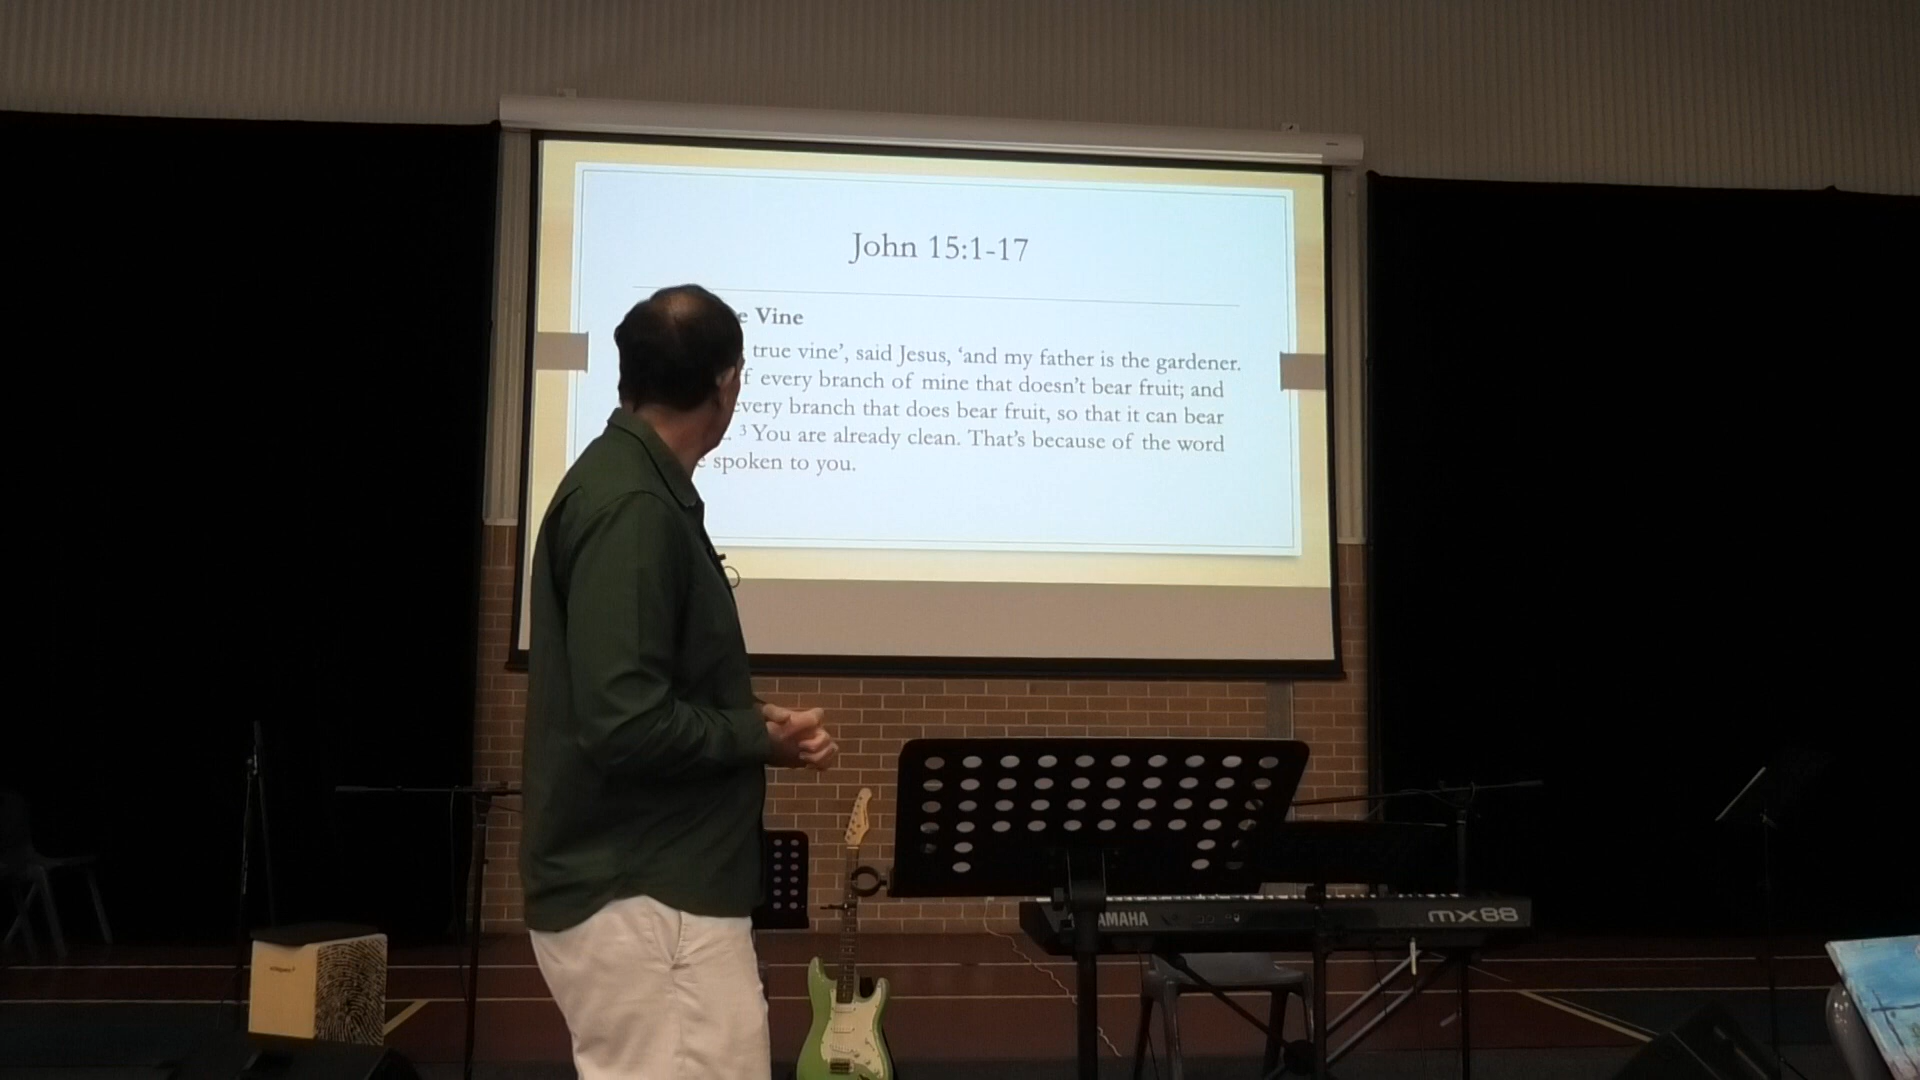 John 15:1-17
Vine
true vine’, said Jesus, ‘and my father is the gardener.
every branch of mine that doesn’t bear fruit; and
every branch that does bear fruit, so that it can bear
3 You are already clean. That’s because of the word
spoken to you.
YAMAHA
MX88